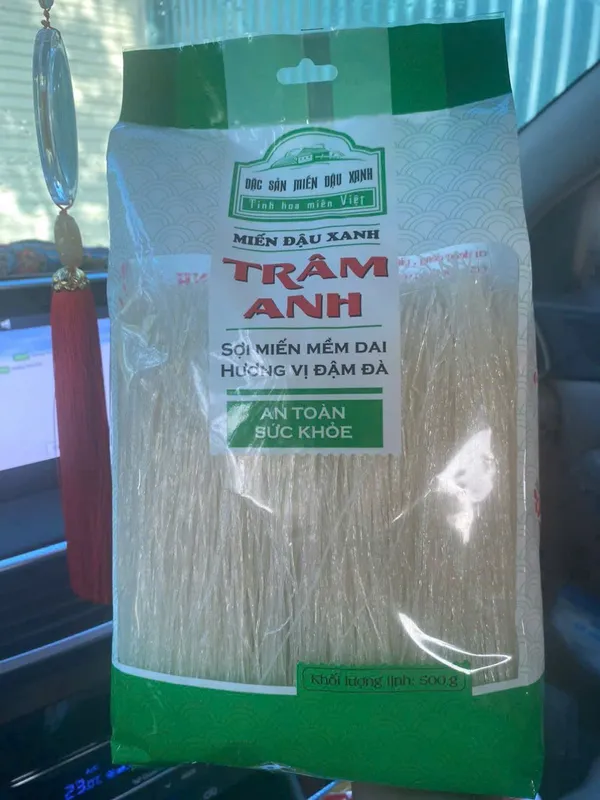 ĐẶC SẢN MIẾN ĐẬU XANH
Tinh hoa miến Việt
MIẾN ĐẬU XANH
TRÂM
ANH
SỢI MIẾN MỀM DAI
HƯƠNG VỊ ĐẬM ĐÀ
AN TOÀN
SỨC KHỎE
Khối lượng tịnh: 500 g